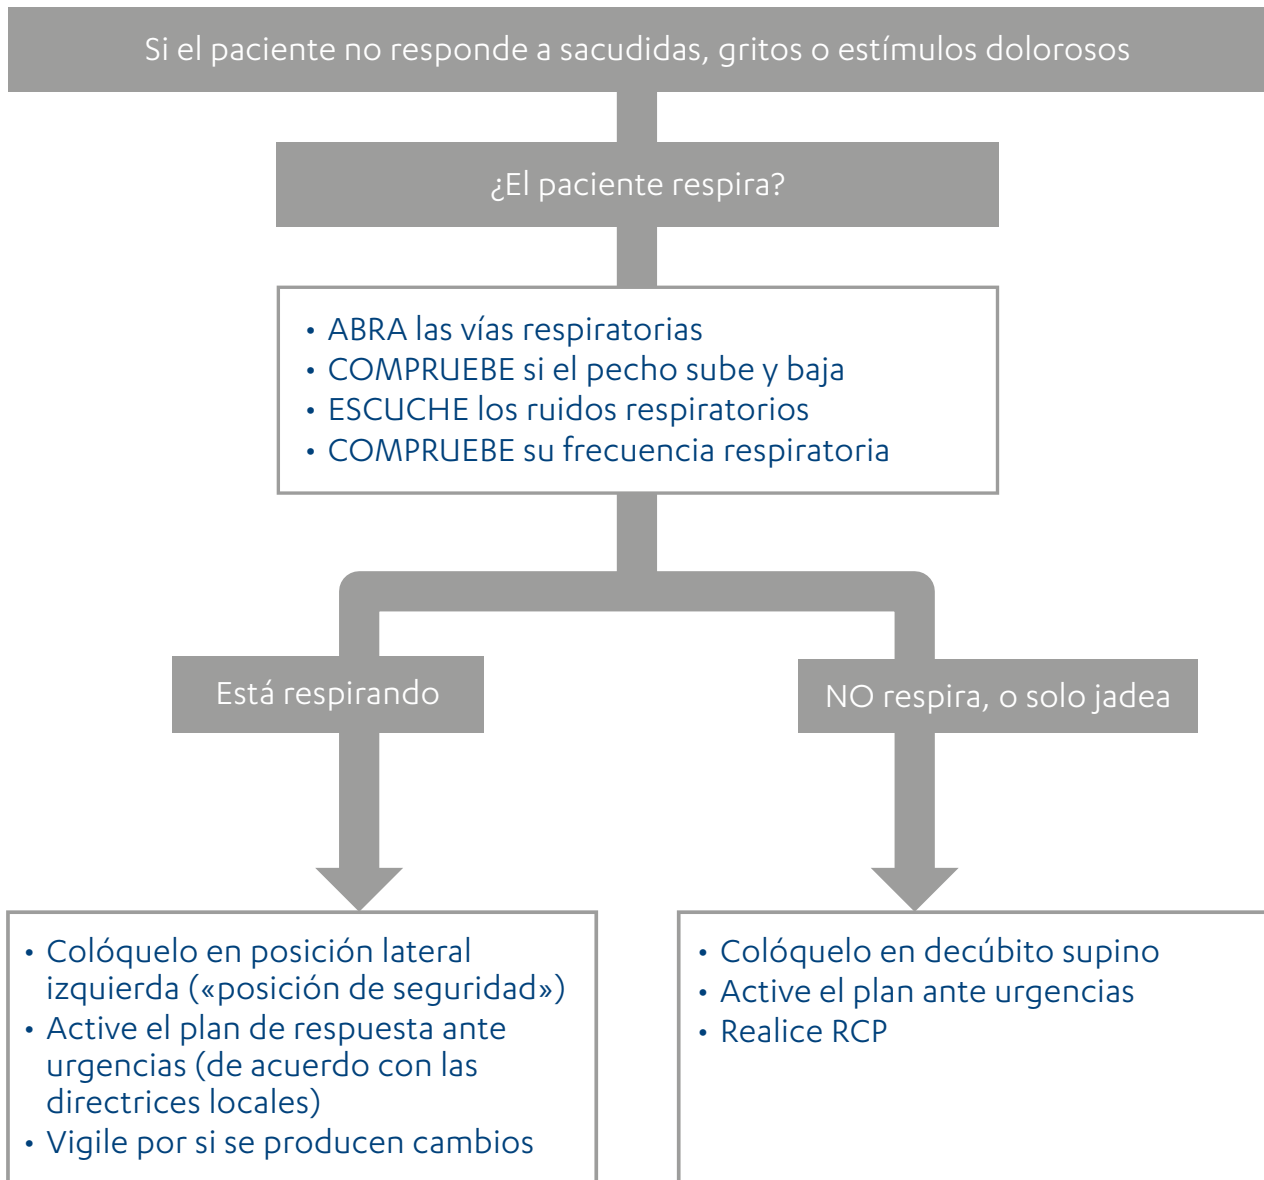 Si el paciente no responde a sacudidas, gritos o estímulos dolorosos
¿El paciente respira?
• ABRA las vías respiratorias
• COMPRUEBE si el pecho sube y baja
• ESCUCHE los ruidos respiratorios
• COMPRUEBE su frecuencia respiratoria
Está respirando
NO respira, o solo jadea
• Colóquelo en posición lateral
izquierda («posición de seguridad»)
• Active el plan de respuesta ante
urgencias (de acuerdo con las
directrices locales)
• Vigile por si se producen cambios
• Colóquelo en decúbito supino
• Active el plan ante urgencias
• Realice RCP